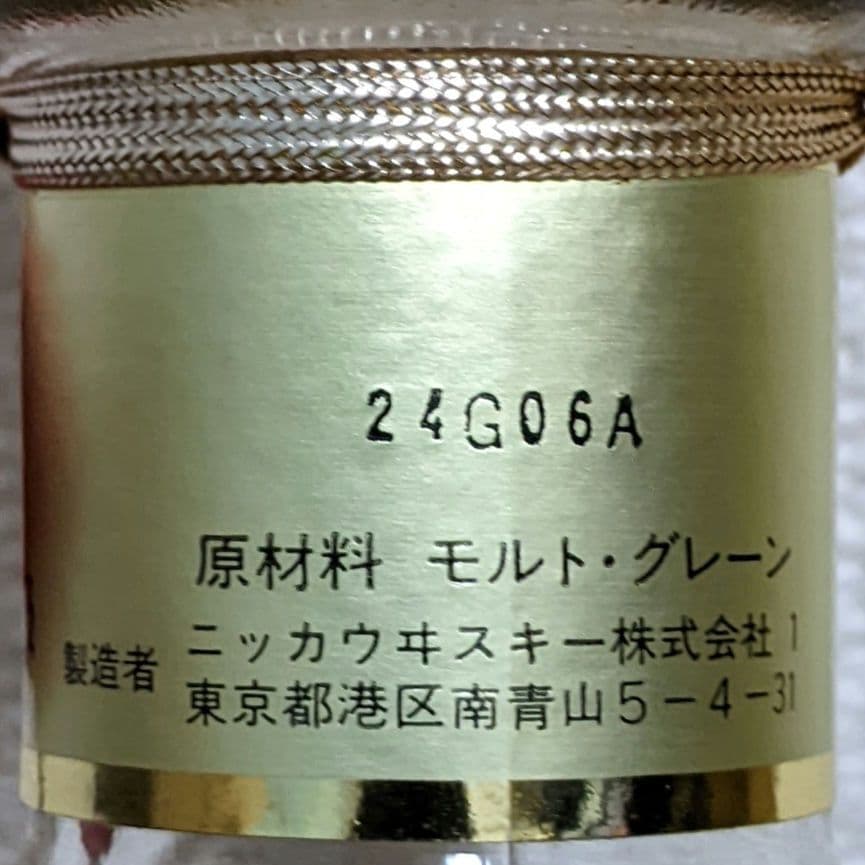 24G06A
原材料 モルト・グレーン
製造者 ニッカウヰスキー株式会社 1
東京都港区南青山5-4-31